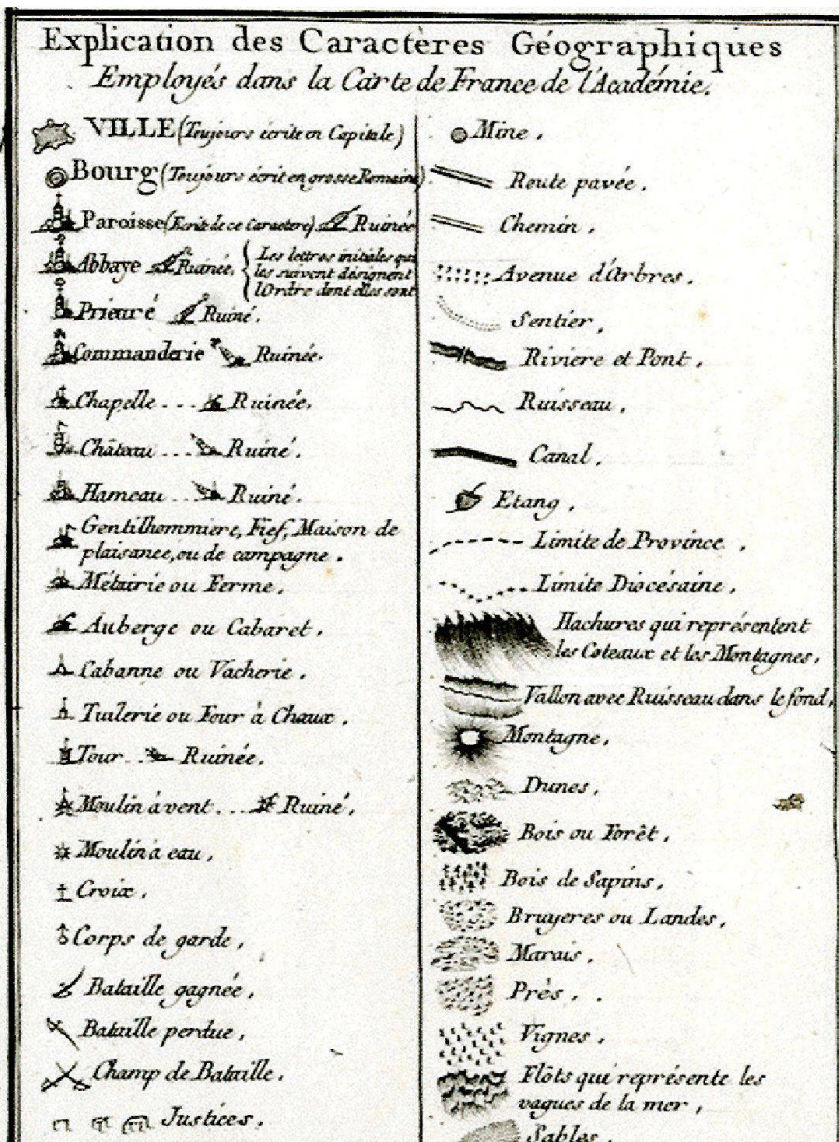 Explication des Caractères Géographiques
Employés dans la Carte de France de l'Académie.
VILLE (Toujours écrite en Capitale)
Bourg (Toujours écrit en grosse Romaine)
Paroisse (Ecrite de ce Caractere) Ruinée
Abbaye Ruinée. { Les lettres initiales qui
les suivent désignent
l'Ordre dont elles sont
Prieuré Ruiné.
Commanderie Ruinée.
Chapelle ... Ruinée.
Château ... Ruiné.
Hameau ... Ruiné.
Gentilhommiere, Fief, Maison de
plaisance, ou de campagne.
Métairie ou Ferme.
Auberge ou Cabaret.
Cabanne ou Vacherie.
Tuilerie ou Four à Chaux.
Tour .. Ruinée.
Moulin à vent ... Ruiné.
Moulin à eau.
Croix.
Corps de garde.
Bataille gagnée.
Bataille perdue.
Champ de Bataille.
Justices.
Mine.
Route pavée.
Chemin.
Avenue d'Arbres.
Sentier.
Riviere et Pont.
Ruisseau.
Canal.
Etang.
Limite de Province.
Limite Diocésaine.
Hachures qui représentent
les Coteaux et les Montagnes.
Vallon avec Ruisseau dans le fond.
Montagne.
Dunes.
Bois ou Forêt.
Bois de Sapins.
Bruyeres ou Landes.
Marais.
Près.
Vignes.
Flôts qui représente les
vagues de la mer,
Sables.